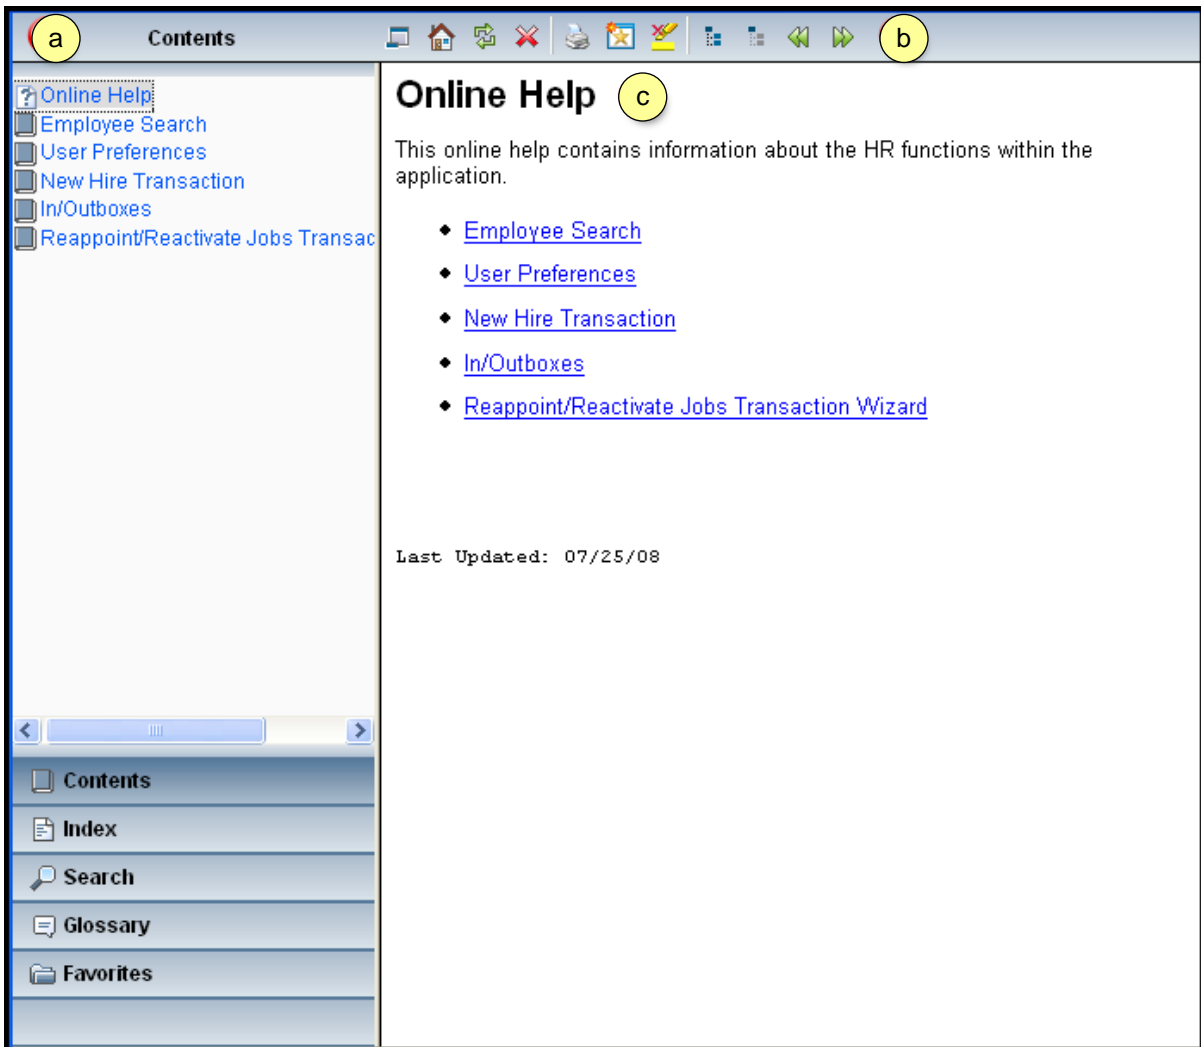 a
Contents
b
Online Help
Employee Search
User Preferences
New Hire Transaction
In/Outboxes
Reappoint/Reactivate Jobs Transac
Contents
Index
Search
Glossary
Favorites
Online Help
c
This online help contains information about the HR functions within the
application.
Employee Search
User Preferences
New Hire Transaction
In/Outboxes
Reappoint/Reactivate Jobs Transaction Wizard
Last Updated: 07/25/08